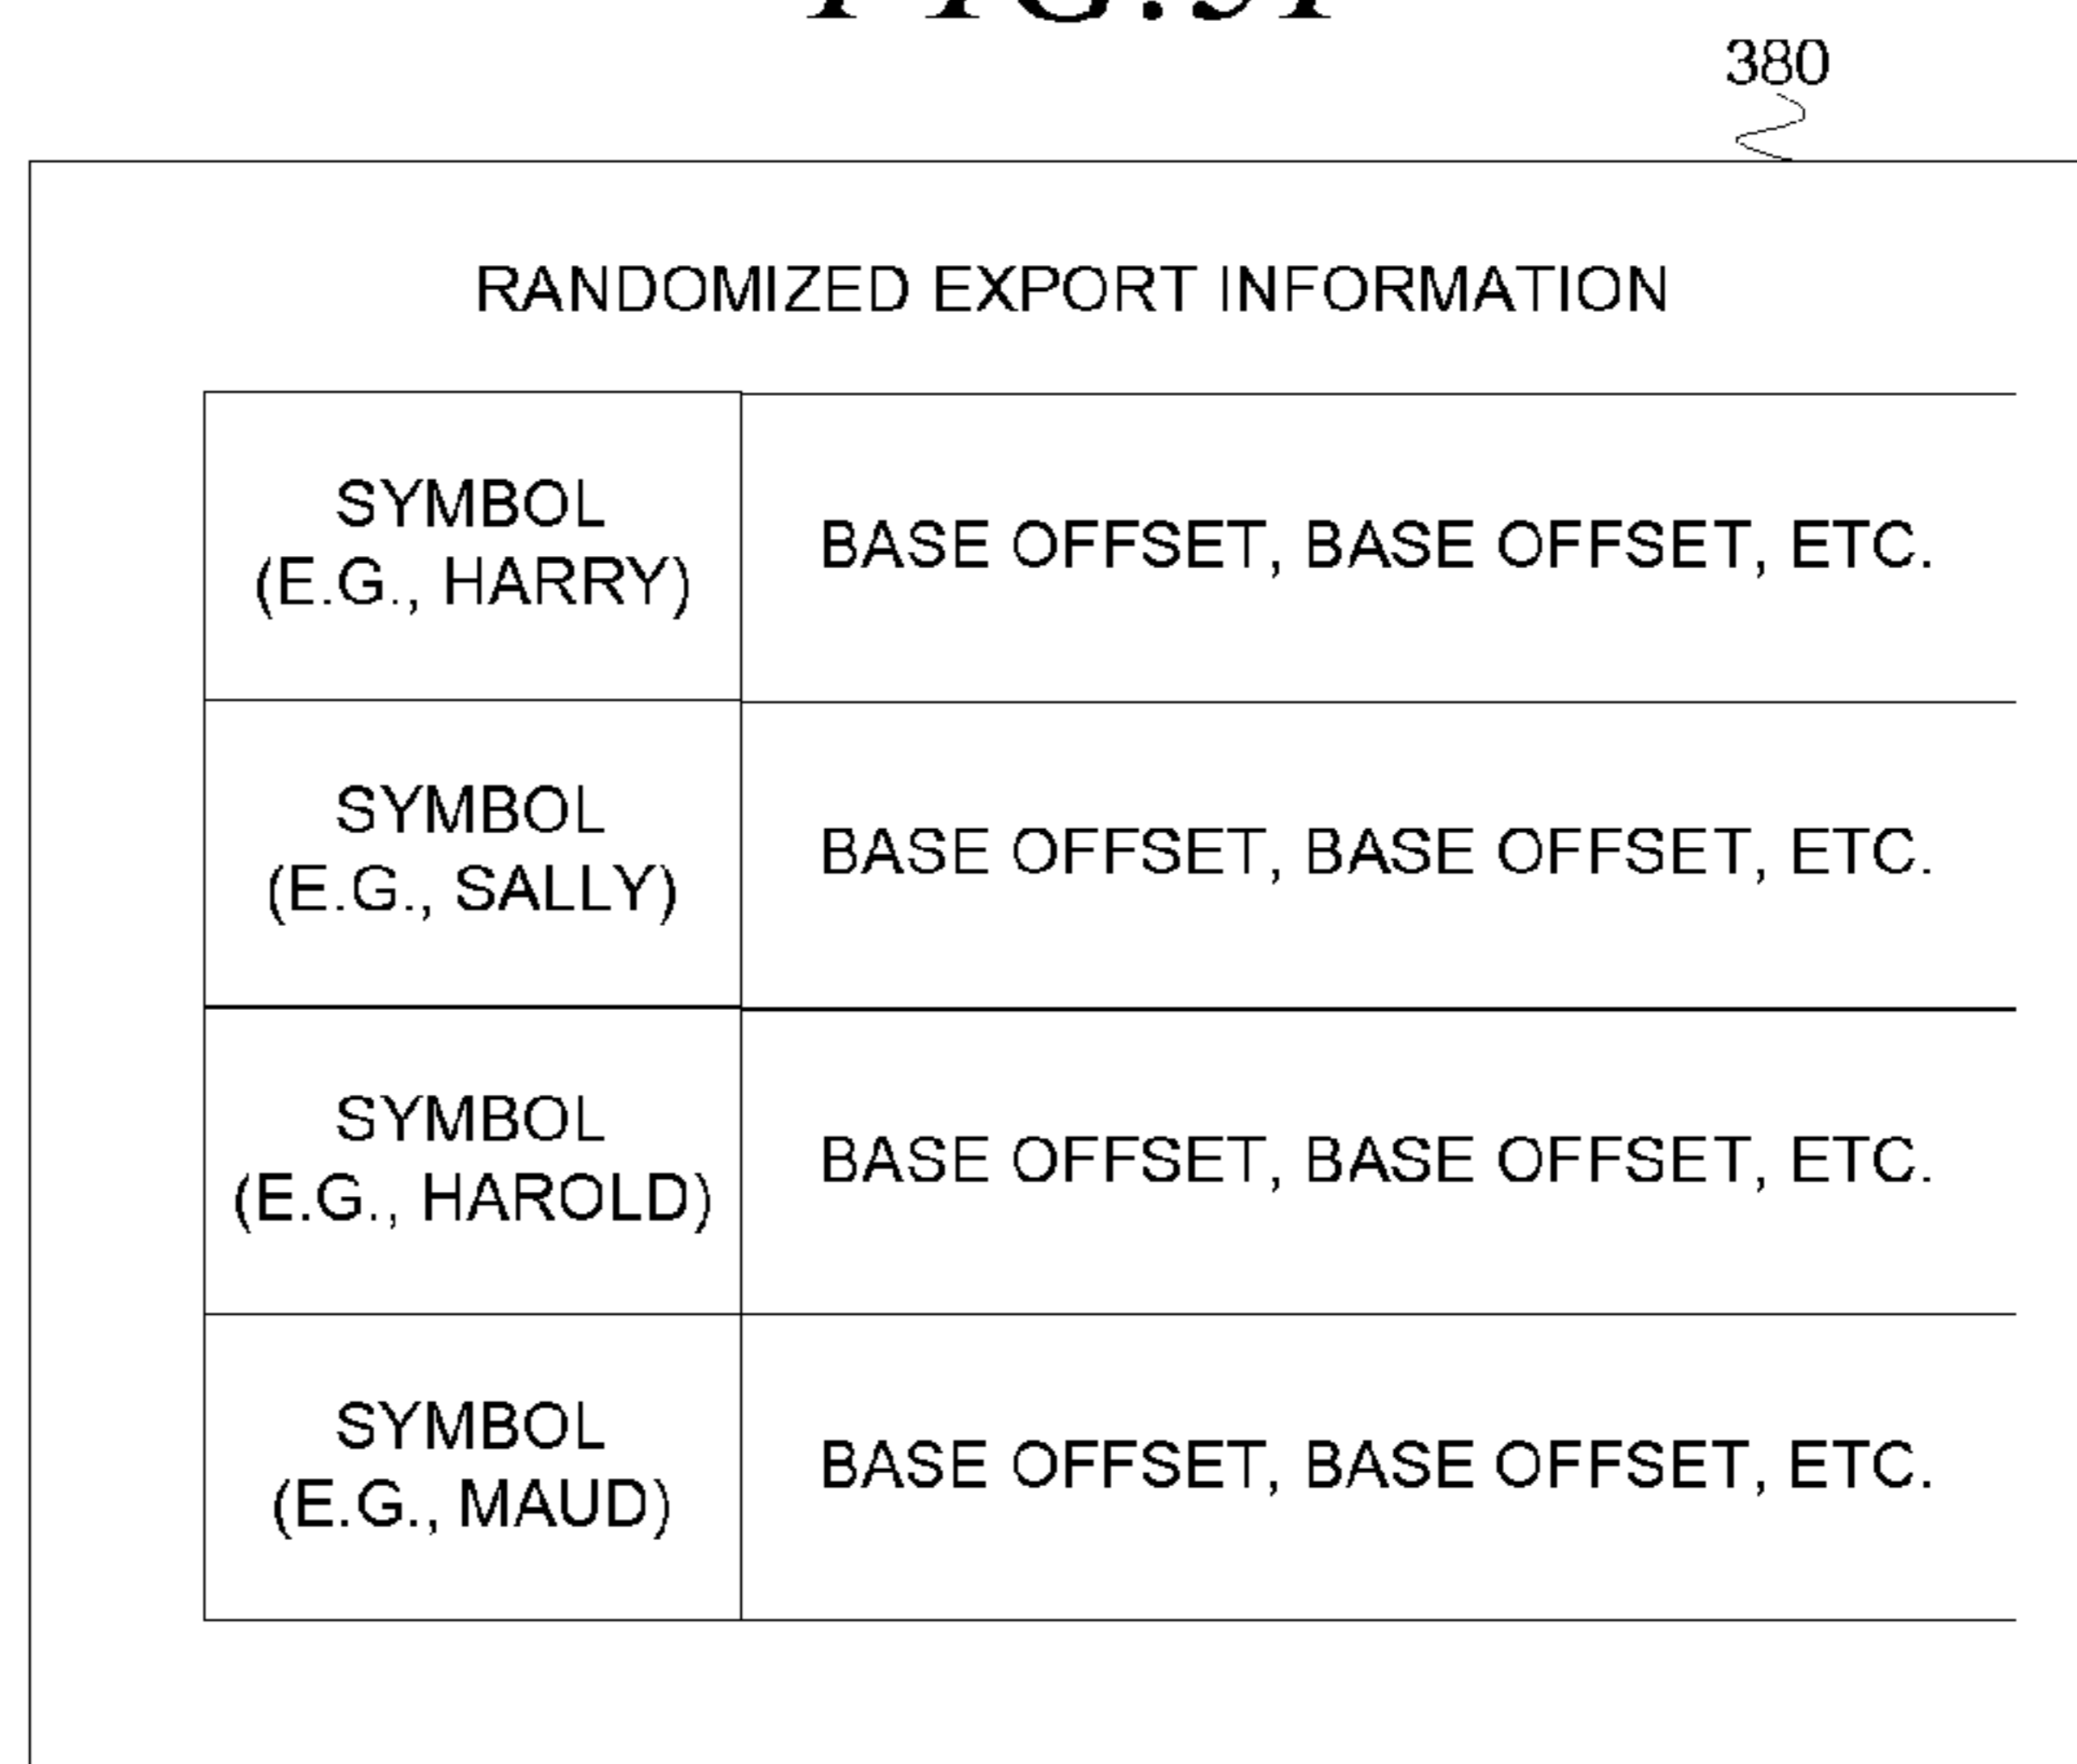 380
RANDOMIZED EXPORT INFORMATION
SYMBOL
(E.G., HARRY)
BASE OFFSET, BASE OFFSET, ETC.
SYMBOL
(E.G., SALLY)
BASE OFFSET, BASE OFFSET, ETC.
SYMBOL
(E.G., HAROLD)
BASE OFFSET, BASE OFFSET, ETC.
SYMBOL
(E.G., MAUD)
BASE OFFSET, BASE OFFSET, ETC.